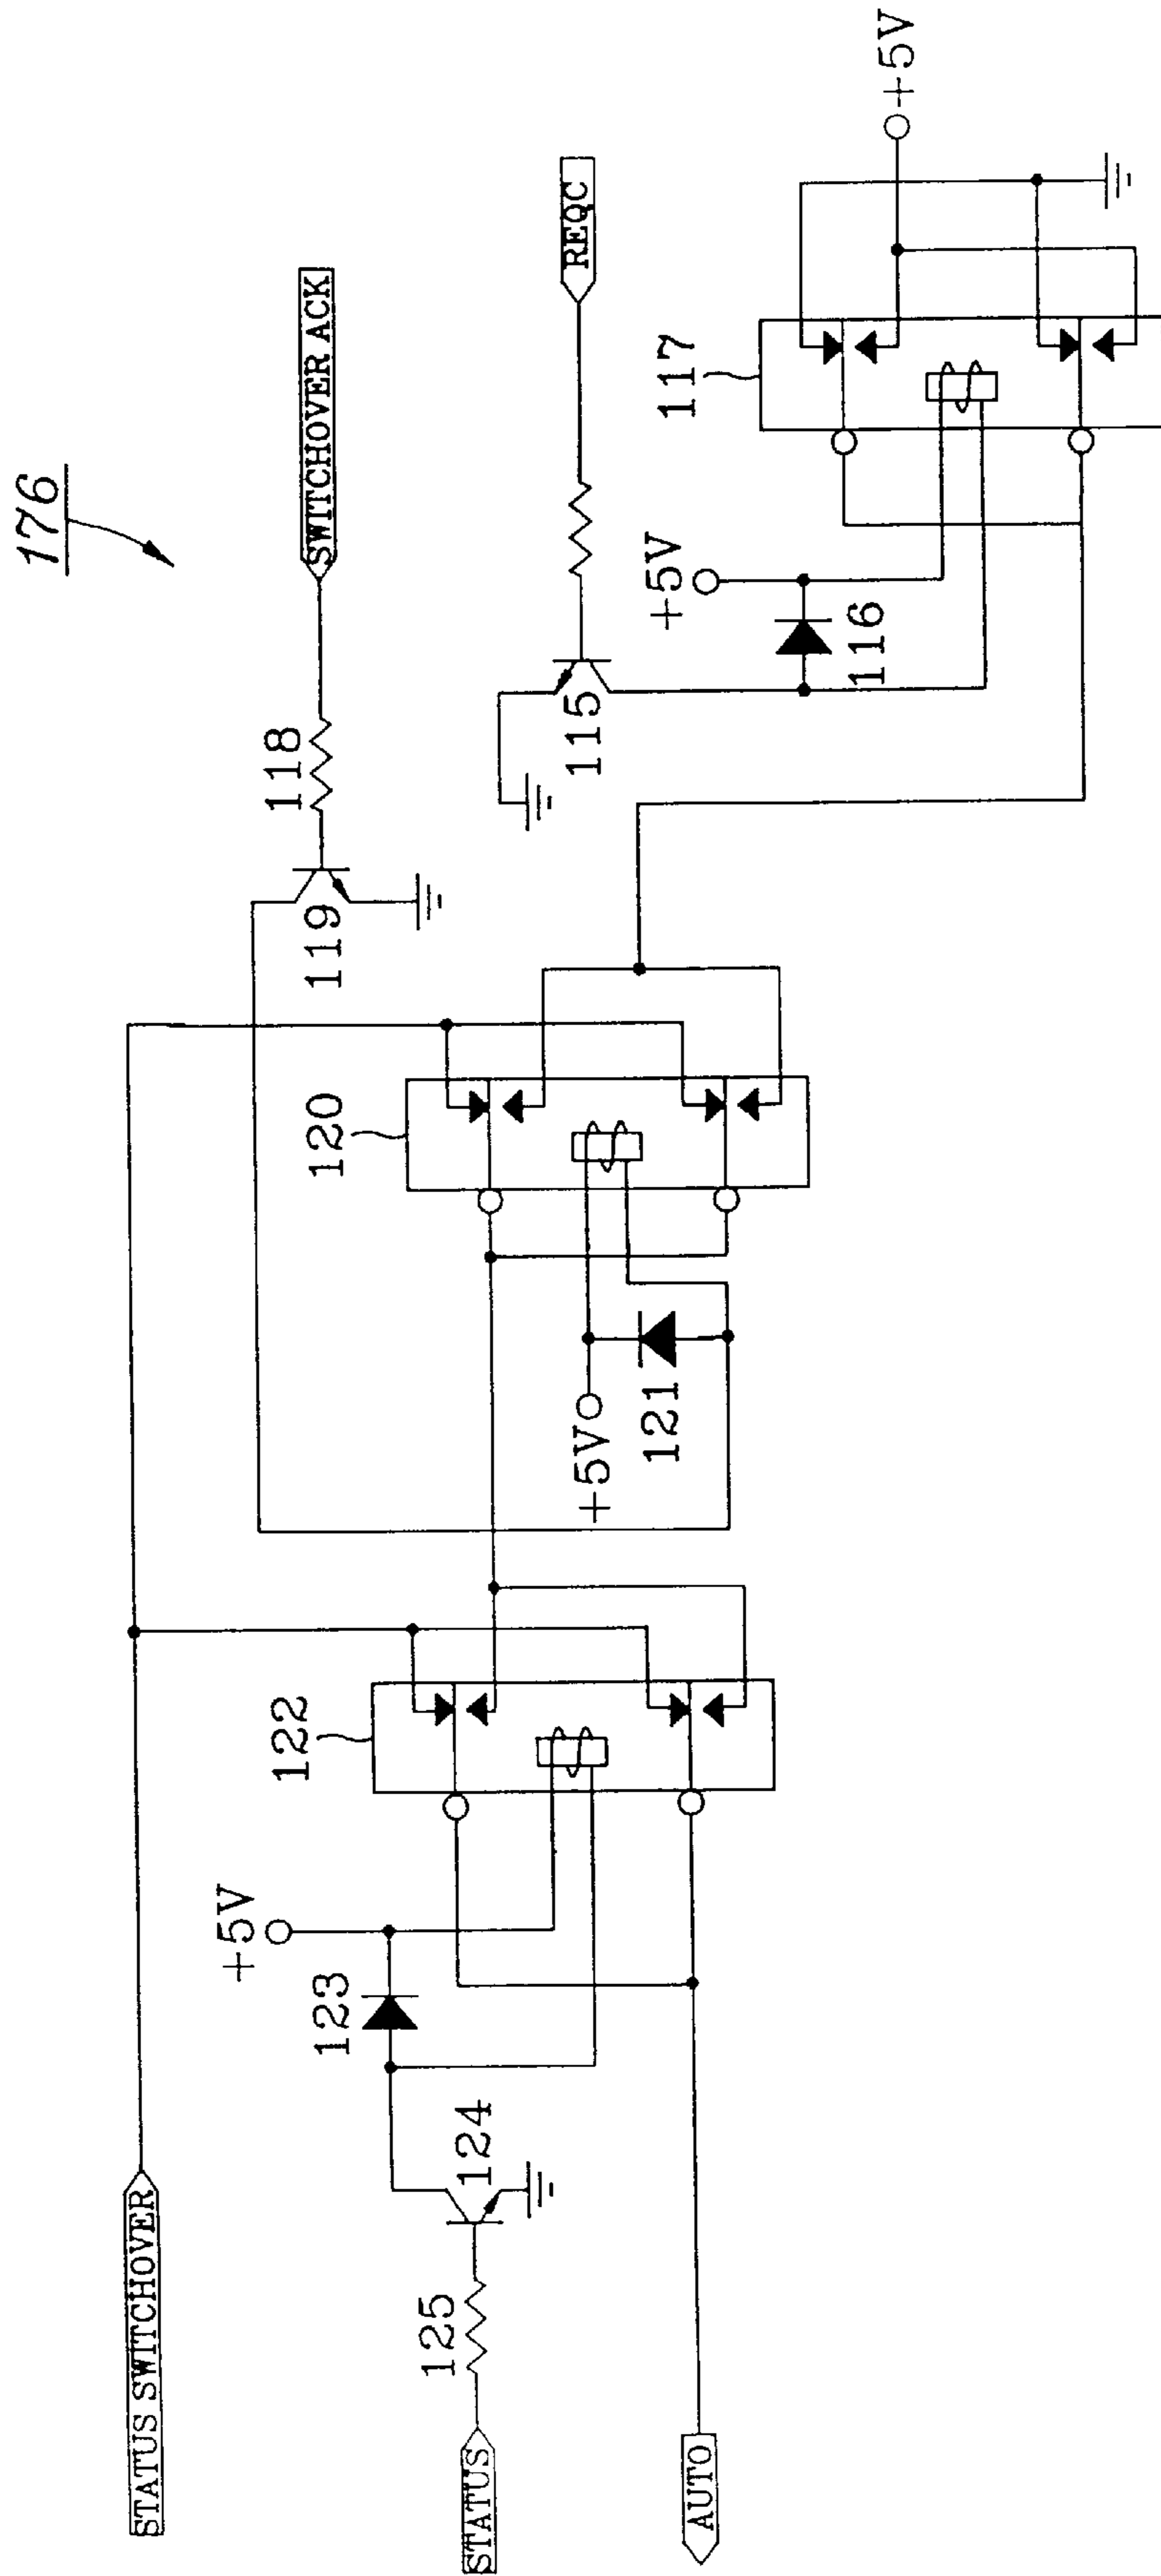 176
STATUS SWITCHOVER
SWITCHOVER ACK
118
119
REQC
115
+5V
116
117
+5V
120
+5V
121
122
+5V
123
124
125
STATUS
AUTO